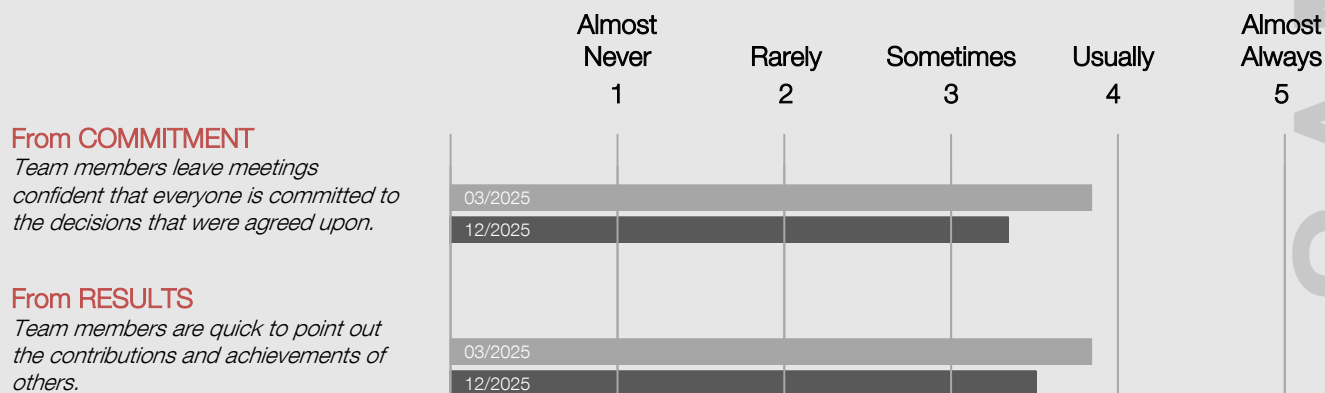 Almost Never
Rarely
Sometimes
Usually
Almost Always
1 2 3 4 5
From COMMITMENT
Team members leave meetings
confident that everyone is committed to
the decisions that were agreed upon.
03/2025
12/2025
From RESULTS
Team members are quick to point out
the contributions and achievements of
others.
03/2025
12/2025